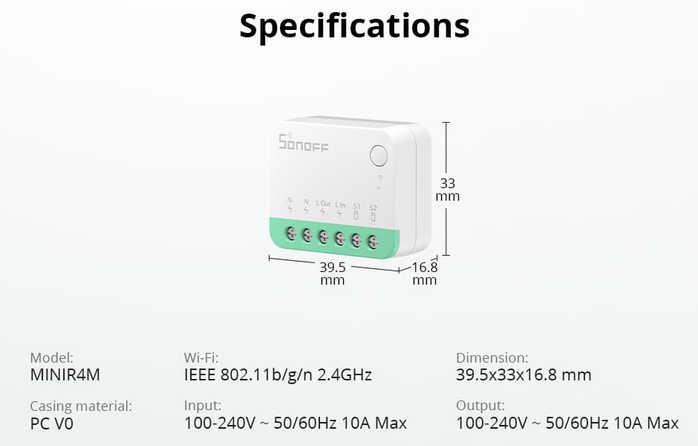 Specifications
SONOFF
N N L Out L In S1 S2
33
mm
39.5
mm
16.8
mm
Model:
MINIR4M
Wi-Fi:
IEEE 802.11b/g/n 2.4GHz
Dimension:
39.5x33x16.8 mm
Casing material:
PC V0
Input:
100-240V ~ 50/60Hz 10A Max
Output:
100-240V ~ 50/60Hz 10A Max